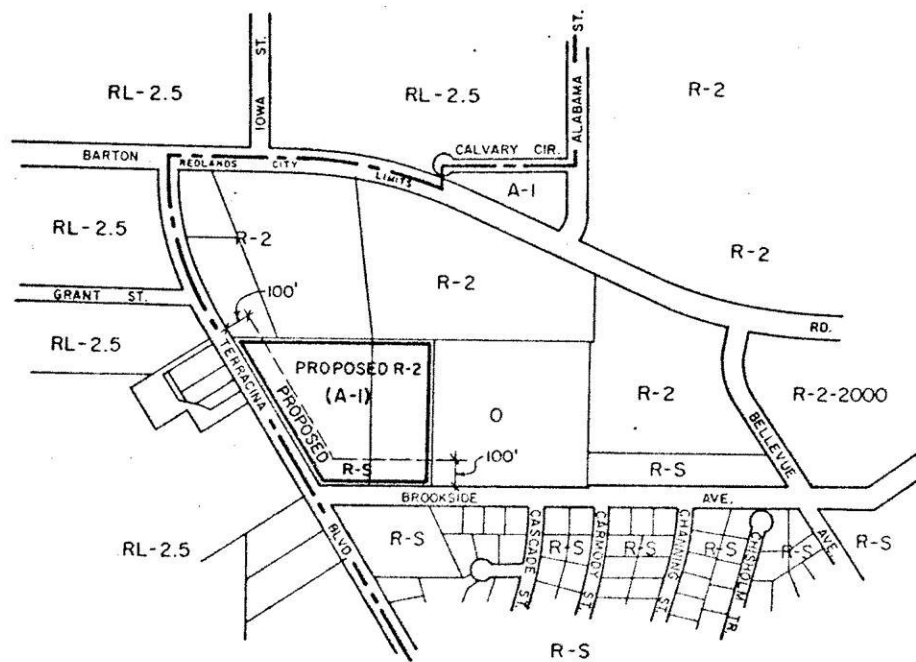 IOWA ST.
ALABAMA ST.
RL-2.5
RL-2.5
R-2
CALVARY CIR.
BARTON
REDLANDS CITY LIMITS
A-1
RL-2.5
R-2
R-2
R-2
GRANT ST.
100'
RD.
RL-2.5
TERRACINA
PROPOSED R-2
(A-1)
PROPOSED
R-S
O
R-2
R-2-2000
BELLEVUE
R-S
100'
BROOKSIDE AVE.
BLVD.
RL-2.5
R-S
CASCADE ST.
R-S
CARMODY ST.
R-S
CHANNING ST.
R-S
CHISHOLM TR.
R-S
AVE.
R-S
R-S